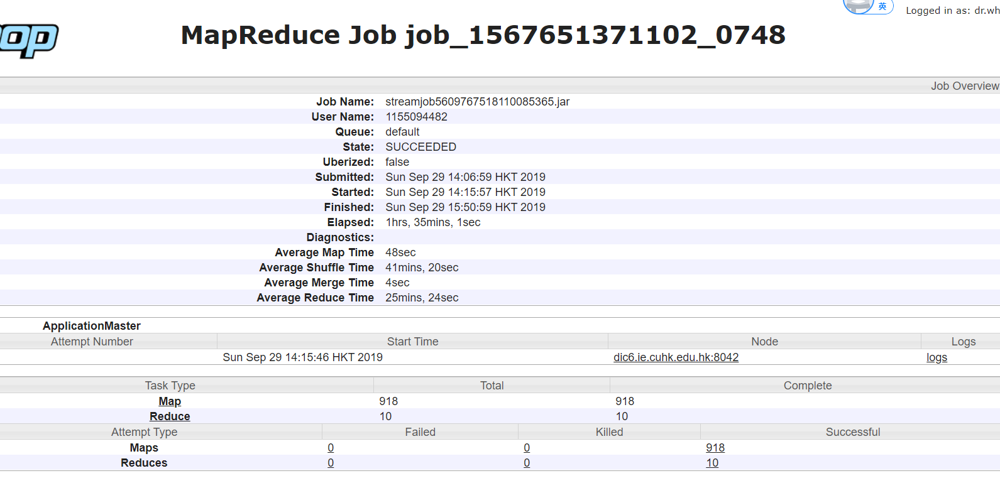 英
Logged in as: dr.wh
op
MapReduce Job job_1567651371102_0748
Job Overview
Job Name: streamjob5609767518110085365.jar
User Name: 1155094482
Queue: default
State: SUCCEEDED
Uberized: false
Submitted: Sun Sep 29 14:06:59 HKT 2019
Started: Sun Sep 29 14:15:57 HKT 2019
Finished: Sun Sep 29 15:50:59 HKT 2019
Elapsed: 1hrs, 35mins, 1sec
Diagnostics:
Average Map Time 48sec
Average Shuffle Time 41mins, 20sec
Average Merge Time 4sec
Average Reduce Time 25mins, 24sec
ApplicationMaster
Attempt Number Start Time Node Logs
Sun Sep 29 14:15:46 HKT 2019 dic6.ie.cuhk.edu.hk:8042 logs
Task Type Total Complete
Map 918 918
Reduce 10 10
Attempt Type Failed Killed Successful
Maps 0 0 918
Reduces 0 0 10